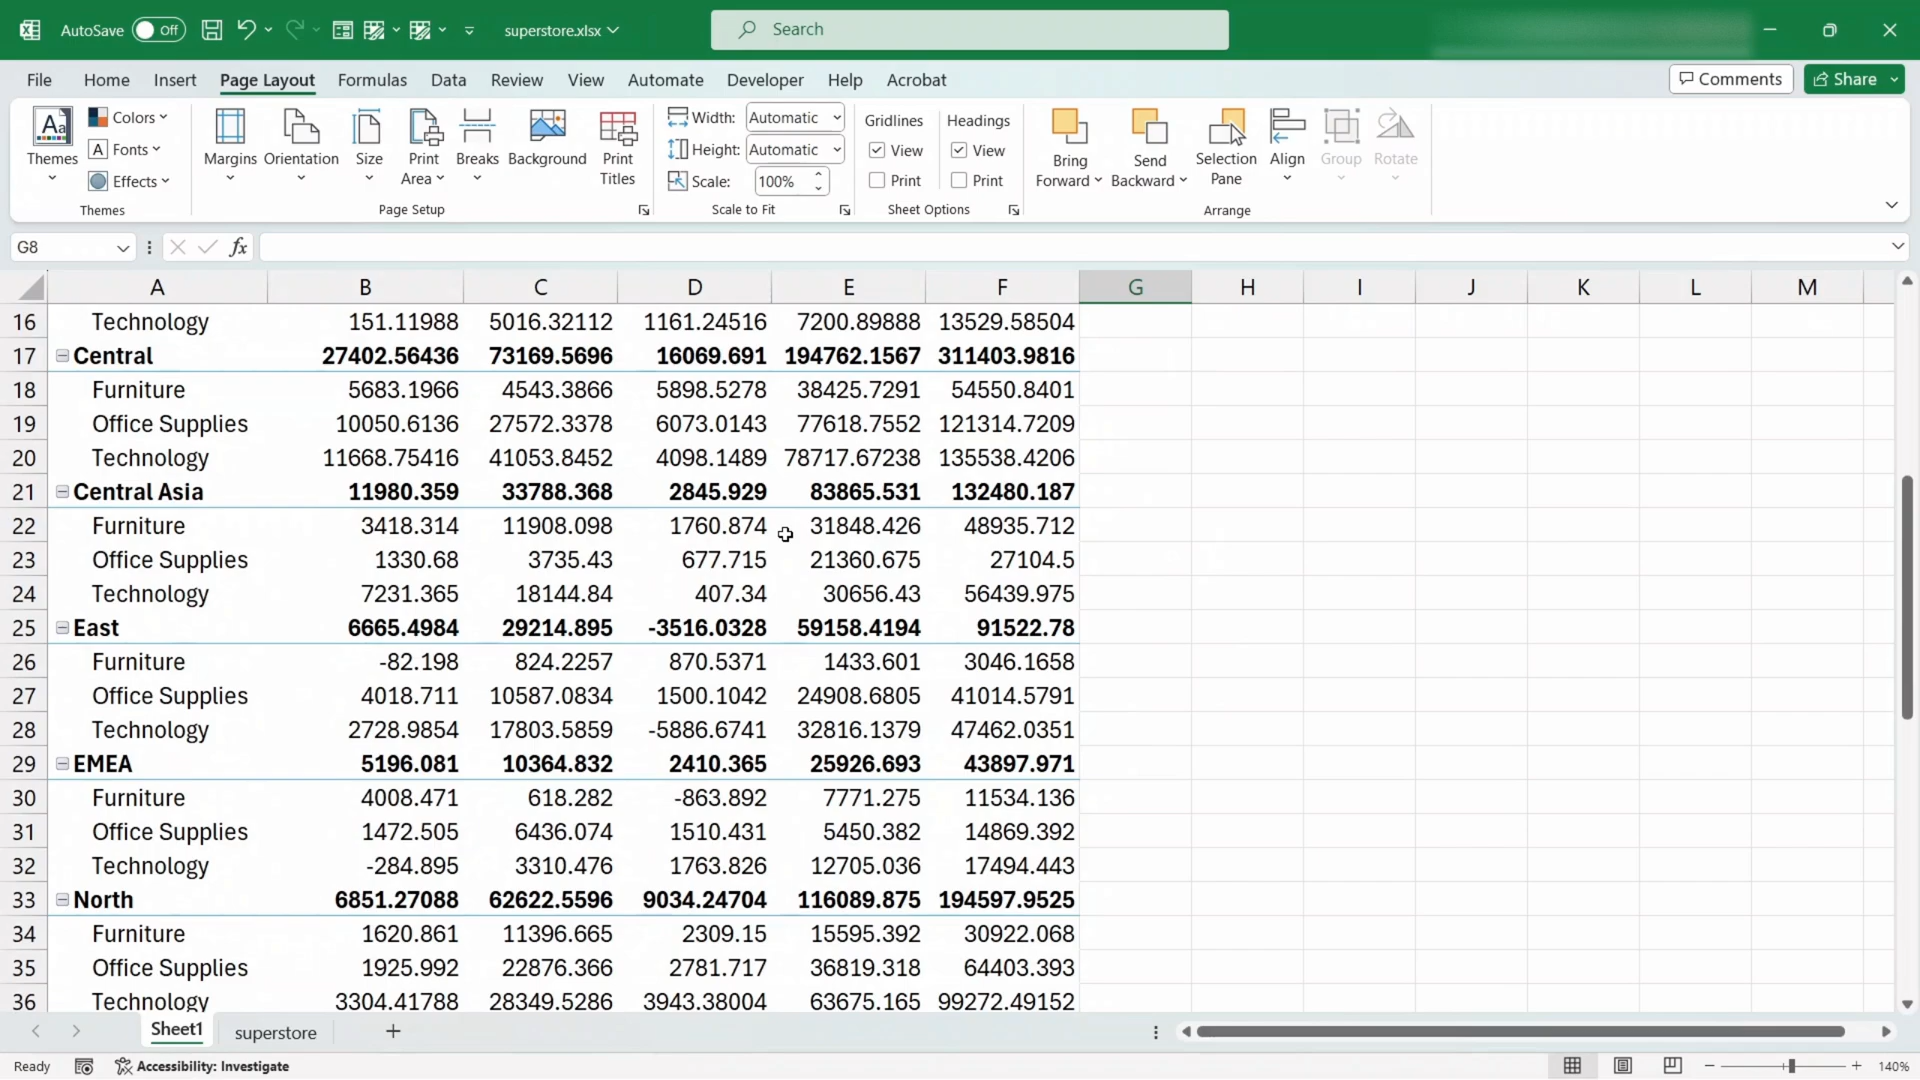 AutoSave Off superstore.xlsx Search
File Home Insert Page Layout Formulas Data Review View Automate Developer Help Acrobat Comments Share
Themes Colors Fonts Effects Themes
Margins Orientation Size Print Area Breaks Background Print Titles Page Setup
Width: Automatic
Height: Automatic
Scale: 100%
Scale to Fit
Gridlines Headings
View View
Print Print
Sheet Options
Bring Forward Send Backward Selection Pane Align Group Rotate
Arrange
G8 fx
A B C D E F G H I J K L M
16 Technology 151.11988 5016.32112 1161.24516 7200.89888 13529.58504
17 Central 27402.56436 73169.5696 16069.691 194762.1567 311403.9816
18 Furniture 5683.1966 4543.3866 5898.5278 38425.7291 54550.8401
19 Office Supplies 10050.6136 27572.3378 6073.0143 77618.7552 121314.7209
20 Technology 11668.75416 41053.8452 4098.1489 78717.67238 135538.4206
21 Central Asia 11980.359 33788.368 2845.929 83865.531 132480.187
22 Furniture 3418.314 11908.098 1760.874 31848.426 48935.712
23 Office Supplies 1330.68 3735.43 677.715 21360.675 27104.5
24 Technology 7231.365 18144.84 407.34 30656.43 56439.975
25 East 6665.4984 29214.895 -3516.0328 59158.4194 91522.78
26 Furniture -82.198 824.2257 870.5371 1433.601 3046.1658
27 Office Supplies 4018.711 10587.0834 1500.1042 24908.6805 41014.5791
28 Technology 2728.9854 17803.5859 -5886.6741 32816.1379 47462.0351
29 EMEA 5196.081 10364.832 2410.365 25926.693 43897.971
30 Furniture 4008.471 618.282 -863.892 7771.275 11534.136
31 Office Supplies 1472.505 6436.074 1510.431 5450.382 14869.392
32 Technology -284.895 3310.476 1763.826 12705.036 17494.443
33 North 6851.27088 62622.5596 9034.24704 116089.875 194597.9525
34 Furniture 1620.861 11396.665 2309.15 15595.392 30922.068
35 Office Supplies 1925.992 22876.366 2781.717 36819.318 64403.393
36 Technology 3304.41788 28349.5286 3943.38004 63675.165 99272.49152
Sheet1 superstore
Ready Accessibility: Investigate 140%